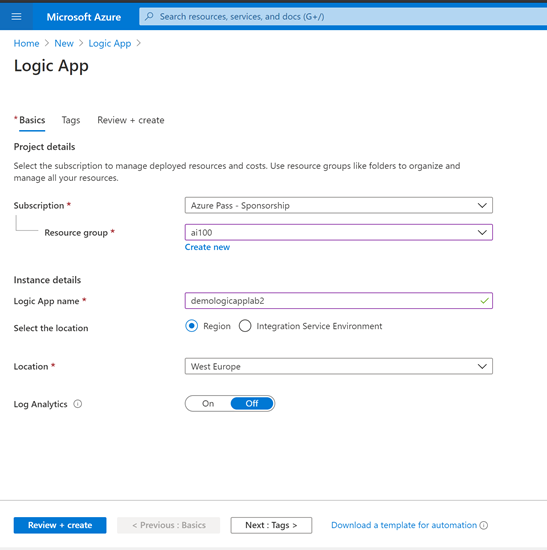 Microsoft Azure
Search resources, services, and docs (G+/)
Home > New > Logic App >
Logic App
* Basics Tags Review + create
Project details
Select the subscription to manage deployed resources and costs. Use resource groups like folders to organize and
manage all your resources.
Subscription * Azure Pass - Sponsorship
Resource group * ai100
Create new
Instance details
Logic App name * demologicapplab2
Select the location Region Integration Service Environment
Location * West Europe
Log Analytics On Off
Review + create < Previous : Basics Next : Tags > Download a template for automation